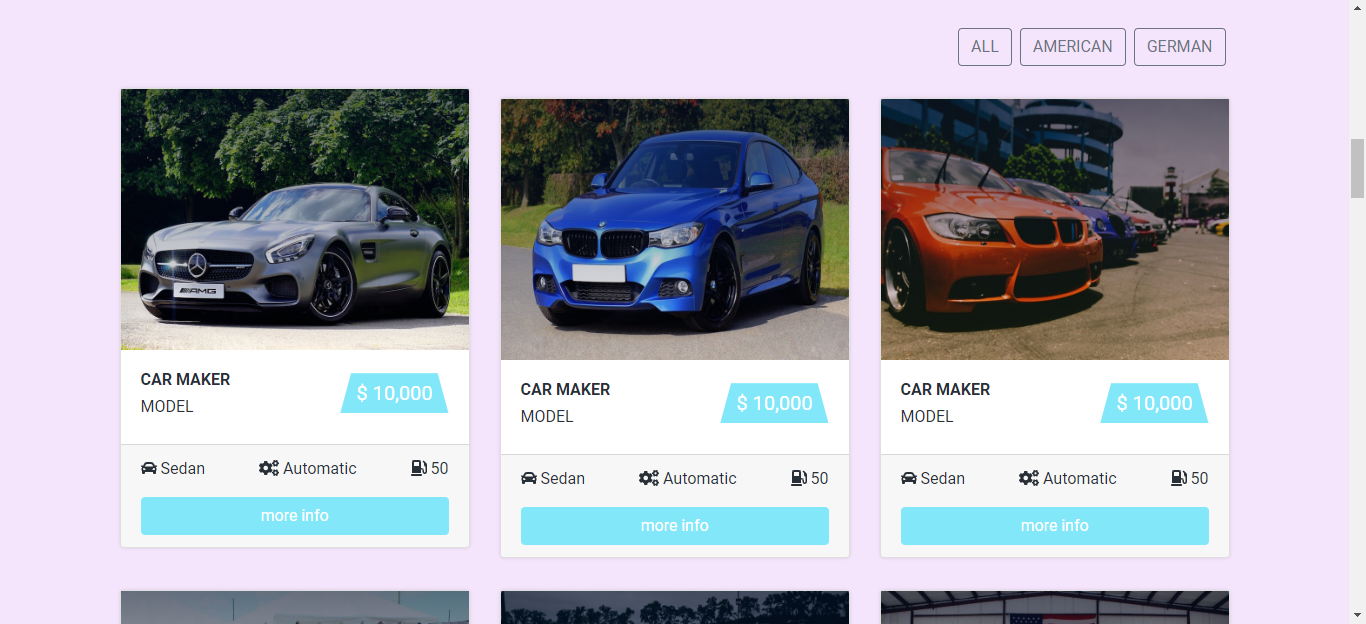 ALL AMERICAN GERMAN
AMG
CAR MAKER
MODEL
$ 10,000
Sedan Automatic 50
more info
CAR MAKER
MODEL
$ 10,000
Sedan Automatic 50
more info
CAR MAKER
MODEL
$ 10,000
Sedan Automatic 50
more info